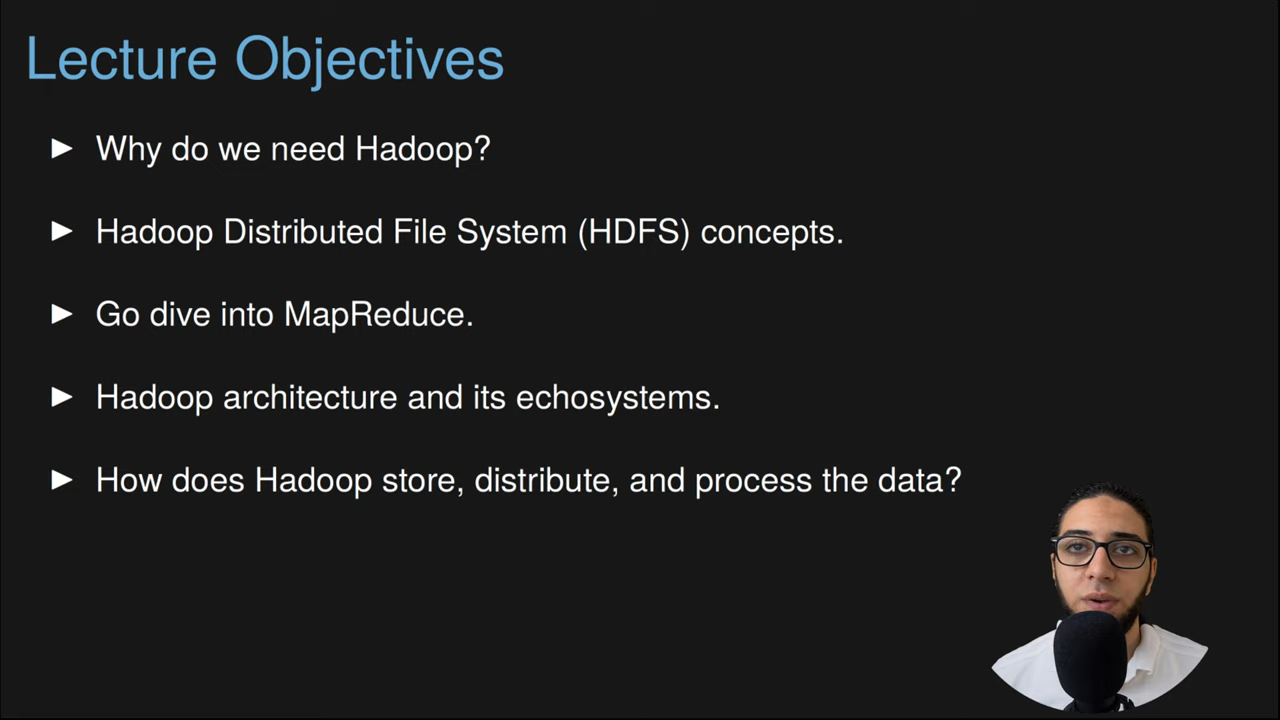 Lecture Objectives
Why do we need Hadoop?
Hadoop Distributed File System (HDFS) concepts.
Go dive into MapReduce.
Hadoop architecture and its echosystems.
How does Hadoop store, distribute, and process the data?